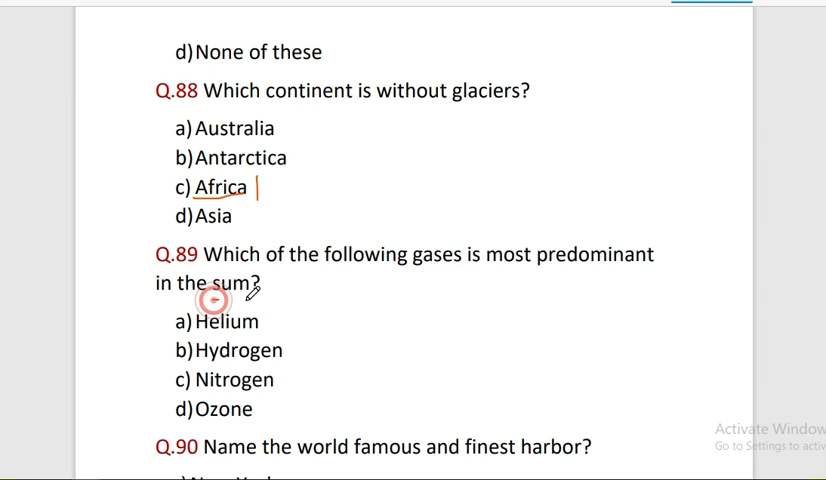 d)None of these
Q.88 Which continent is without glaciers?
a)Australia
b)Antarctica
c)Africa
d)Asia
Q.89 Which of the following gases is most predominant
in the sum?
a)Helium
b)Hydrogen
c)Nitrogen
d)Ozone
Activate Window
Go to Settings to activ
Q.90 Name the world famous and finest harbor?